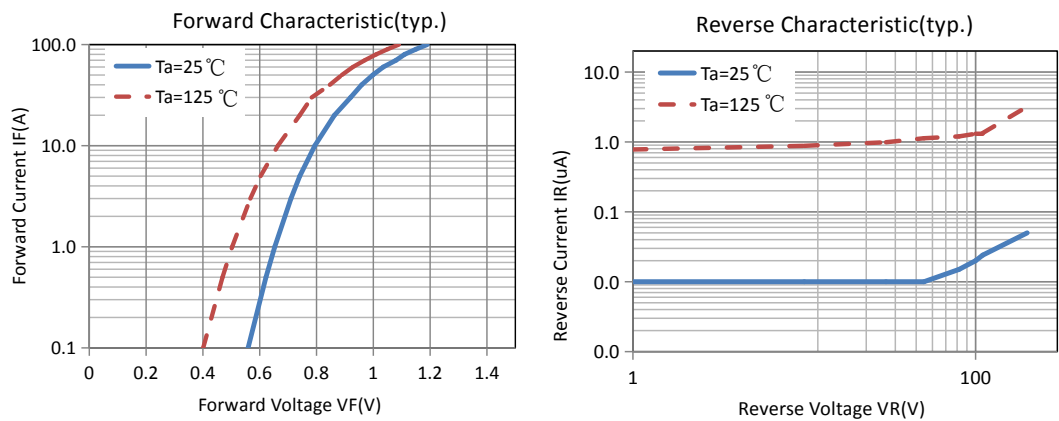 Forward Characteristic(typ.)
100.0
10.0
1.0
0.1
Ta=25℃
Ta=125 ℃
Forward Current IF(A)
0 0.2 0.4 0.6 0.8 1 1.2 1.4
Forward Voltage VF(V)
Reverse Characteristic(typ.)
10.0
1.0
0.1
0.0
0.0
Ta=25 ℃
Ta=125 ℃
Reverse Current IR(uA)
1 100
Reverse Voltage VR(V)